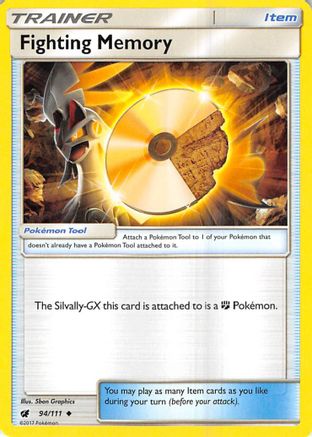 TRAINER Item
Fighting Memory
Pokémon Tool
Attach a Pokémon Tool to 1 of your Pokémon that
doesn't already have a Pokémon Tool attached to it.
The Silvally-GX this card is attached to is a Pokémon.
Illus. 5ban Graphics
94/111
©2017 Pokémon
You may play as many Item cards as you like
during your turn (before your attack).